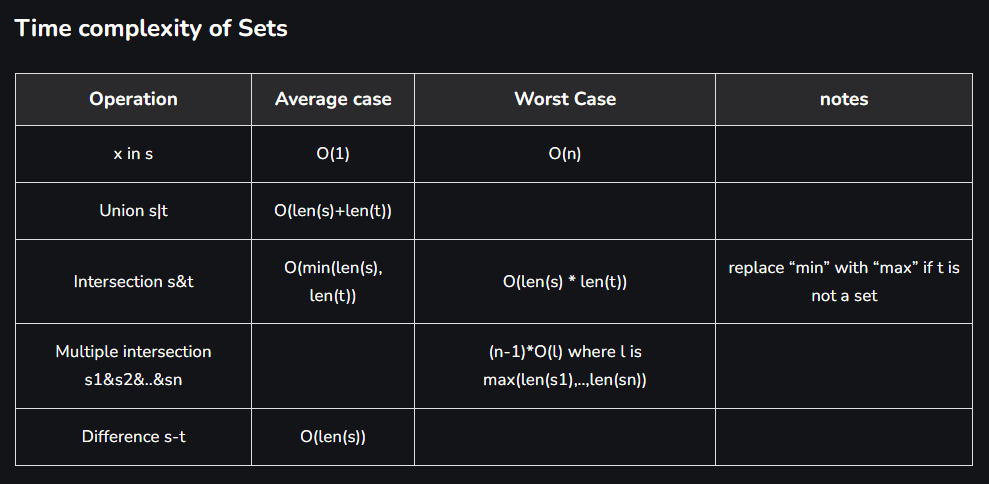 Time complexity of Sets
Operation
Average case
Worst Case
notes
x in s
O(1)
O(n)
Union s|t
O(len(s)+len(t))
Intersection s&t
O(min(len(s),
len(t))
O(len(s) * len(t))
replace “min” with “max” if t is
not a set
Multiple intersection
s1&s2&..&sn
(n-1)*O(l) where l is
max(len(s1),..,len(sn))
Difference s-t
O(len(s))